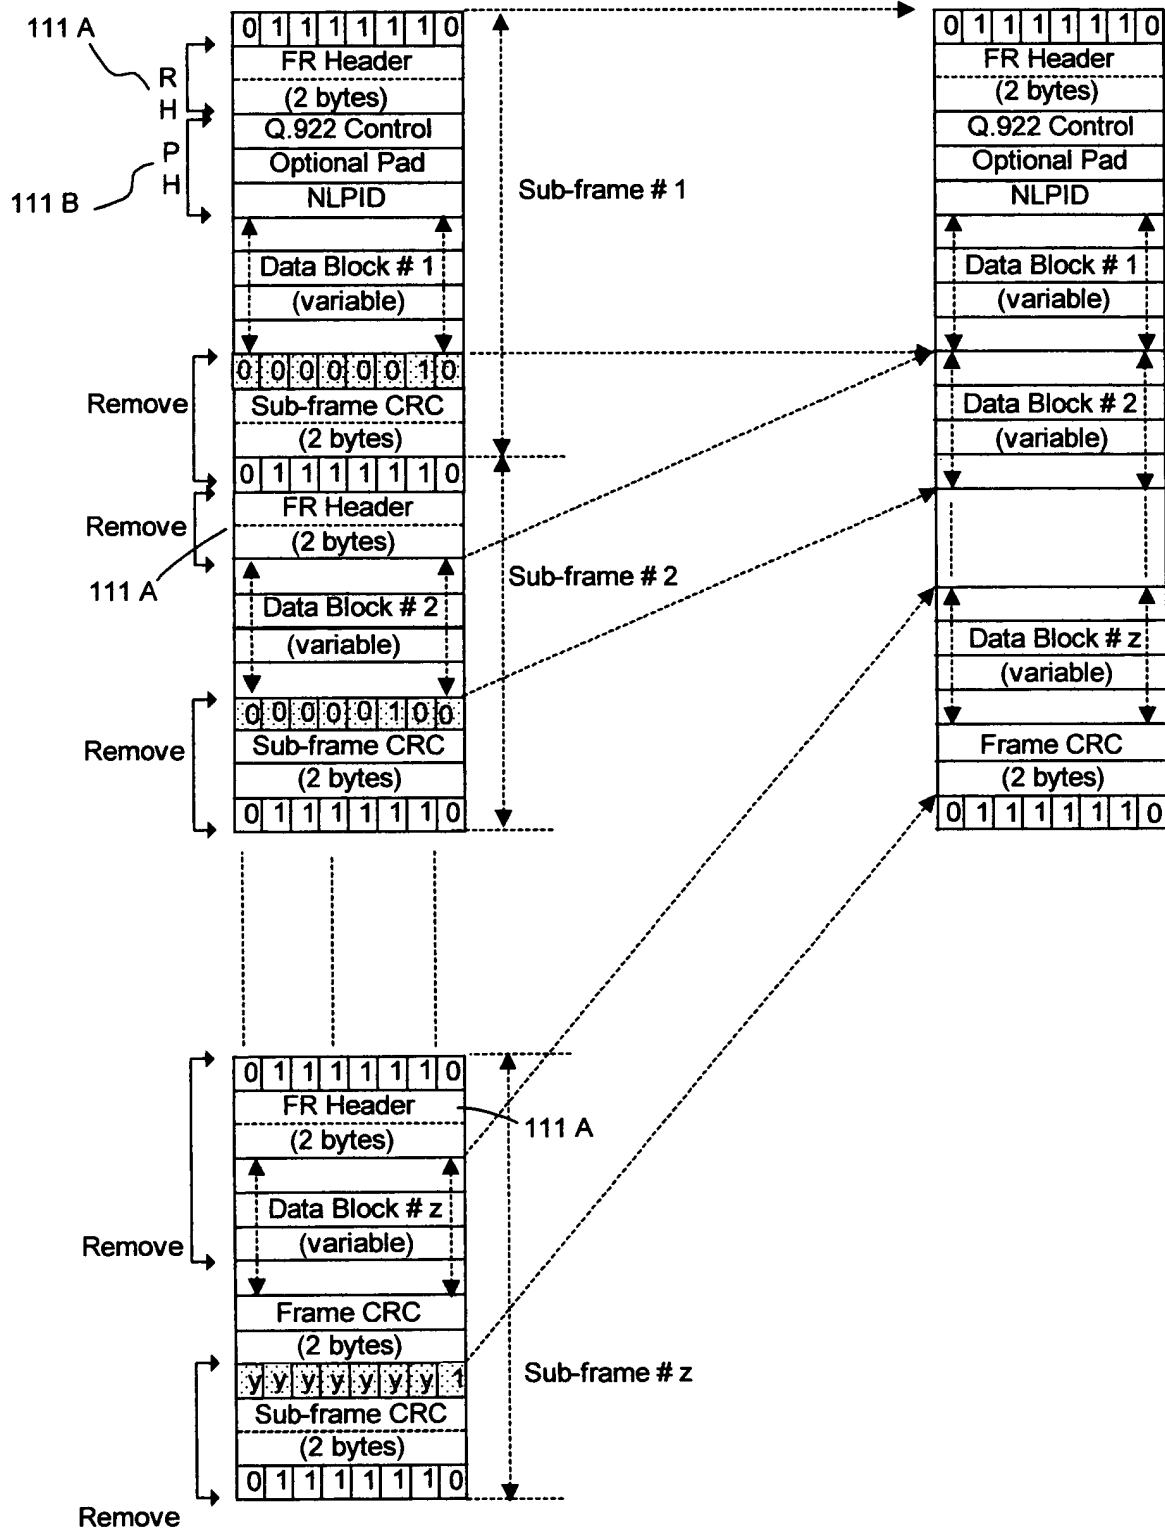 111 A
R
H
P
H
111 B
0 1 1 1 1 1 1 0
FR Header
(2 bytes)
Q.922 Control
Optional Pad
NLPID
Data Block # 1
(variable)
0 0 0 0 0 0 1 0
Sub-frame CRC
(2 bytes)
0 1 1 1 1 1 1 0
FR Header
(2 bytes)
Data Block # 2
(variable)
0 0 0 0 0 1 0 0
Sub-frame CRC
(2 bytes)
0 1 1 1 1 1 1 0
Remove
Remove
111 A
Remove
Sub-frame # 1
Sub-frame # 2
0 1 1 1 1 1 1 0
FR Header
(2 bytes)
Data Block # z
(variable)
Frame CRC
(2 bytes)
y y y y y y y 1
Sub-frame CRC
(2 bytes)
0 1 1 1 1 1 1 0
Remove
Remove
111 A
Sub-frame # z
0 1 1 1 1 1 1 0
FR Header
(2 bytes)
Q.922 Control
Optional Pad
NLPID
Data Block # 1
(variable)
Data Block # 2
(variable)
Data Block # z
(variable)
Frame CRC
(2 bytes)
0 1 1 1 1 1 1 0